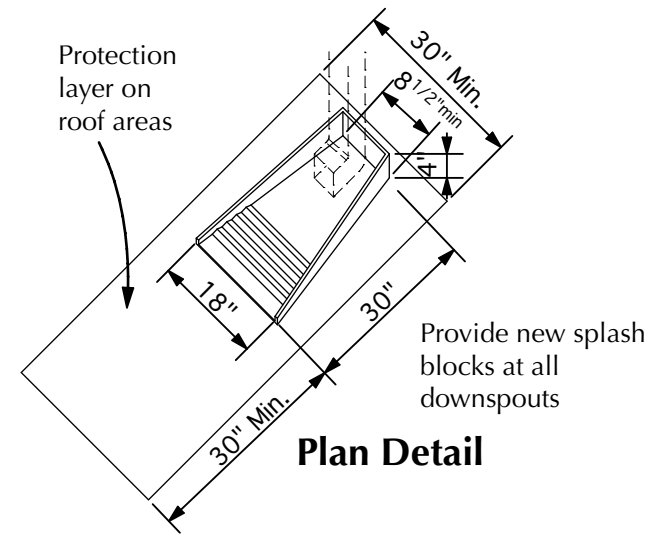 Protection
layer on
roof areas
30" Min.
8 1/2"min
4"
18"
30"
Provide new splash
blocks at all
downspouts
30" Min.
Plan Detail